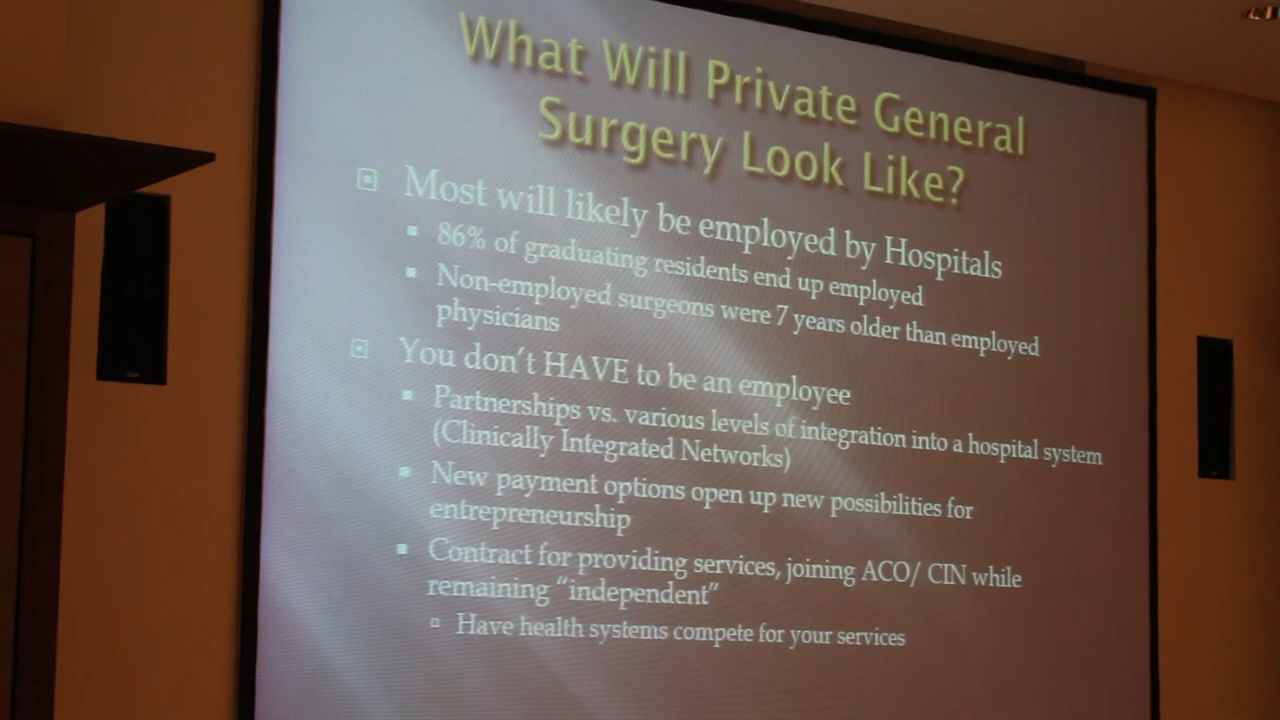 What Will Private General
Surgery Look Like?
Most will likely be employed by Hospitals
86% of graduating residents end up employed
Non-employed surgeons were 7 years older than employed
physicians
You don't HAVE to be an employee
Partnerships vs. various levels of integration into a hospital system
(Clinically Integrated Networks)
New payment options open up new possibilities for
entrepreneurship
Contract for providing services, joining ACO/ CIN while
remaining “independent”
Have health systems compete for your services